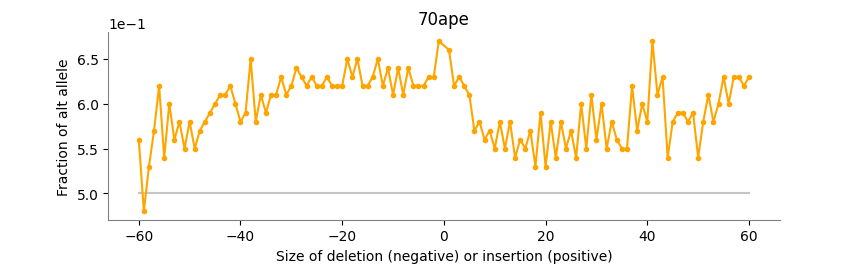 70ape
1e−1
6.5
6.0
5.5
5.0
Fraction of alt allele
−60 −40 −20 0 20 40 60
Size of deletion (negative) or insertion (positive)